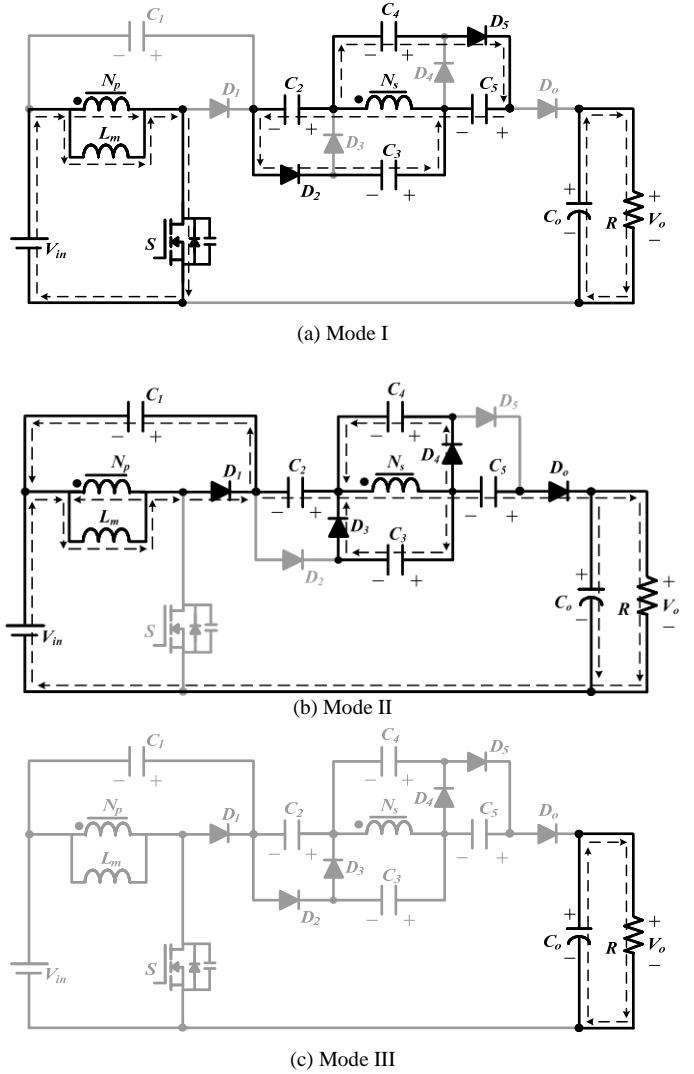 C1
− +
Np
D1
Lm
Vin
S
C2
− +
C4
− +
D5
D4
Ns
C5
− +
Do
D3
D2
C3
− +
Co
+
−
R
+
Vo
−
(a) Mode I
C1
− +
Np
D1
Lm
Vin
S
C2
− +
C4
− +
D5
D4
Ns
C5
− +
Do
D3
D2
C3
− +
Co
+
−
R
+
Vo
−
(b) Mode II
C1
− +
Np
D1
Lm
Vin
S
C2
− +
C4
− +
D5
D4
Ns
C5
− +
Do
D3
D2
C3
− +
Co
+
−
R
+
Vo
−
(c) Mode III